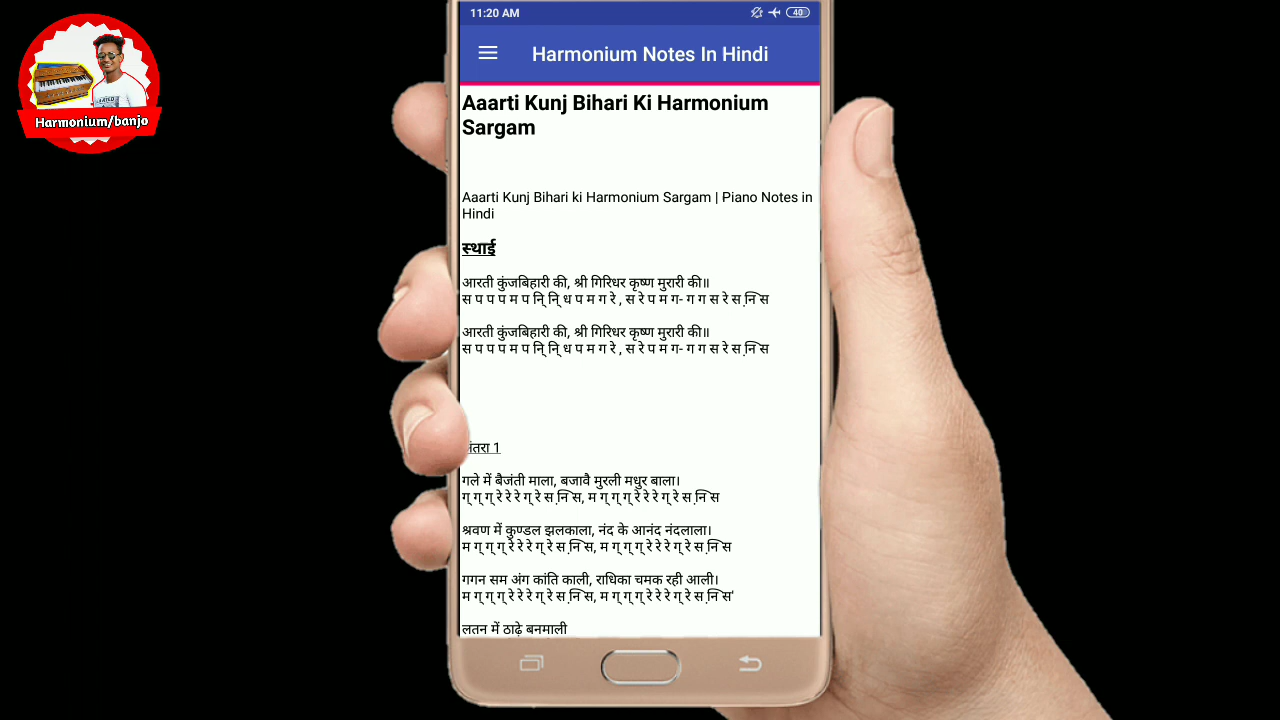 11:20 AM
40
Harmonium Notes In Hindi
Harmonium/banjo
Aaarti Kunj Bihari Ki Harmonium
Sargam
Aaarti Kunj Bihari ki Harmonium Sargam | Piano Notes in
Hindi
स्थाई
आरती कुंजबिहारी की, श्री गिरिधर कृष्ण मुरारी की॥
स प प प म प नि् नि् ध प म ग रे , स रे प म ग- ग ग स रे स .नि स
आरती कुंजबिहारी की, श्री गिरिधर कृष्ण मुरारी की॥
स प प प म प नि् नि् ध प म ग रे , स रे प म ग- ग ग स रे स .नि स
अंतरा 1
गले में बैजंती माला, बजावै मुरली मधुर बाला।
ग् ग् ग् रे रे रे ग् रे स .नि स, म ग् ग् ग् रे रे रे ग् रे स .नि स
श्रवण में कुण्डल झलकाला, नंद के आनंद नंदलाला।
म ग् ग् ग् रे रे रे ग् रे स .नि स, म ग् ग् ग् रे रे रे ग् रे स .नि स
गगन सम अंग कांति काली, राधिका चमक रही आली।
म ग् ग् ग् रे रे रे ग् रे स .नि स, म ग् ग् ग् रे रे रे ग् रे स .नि स'
लतन में ठाढ़े बनमाली